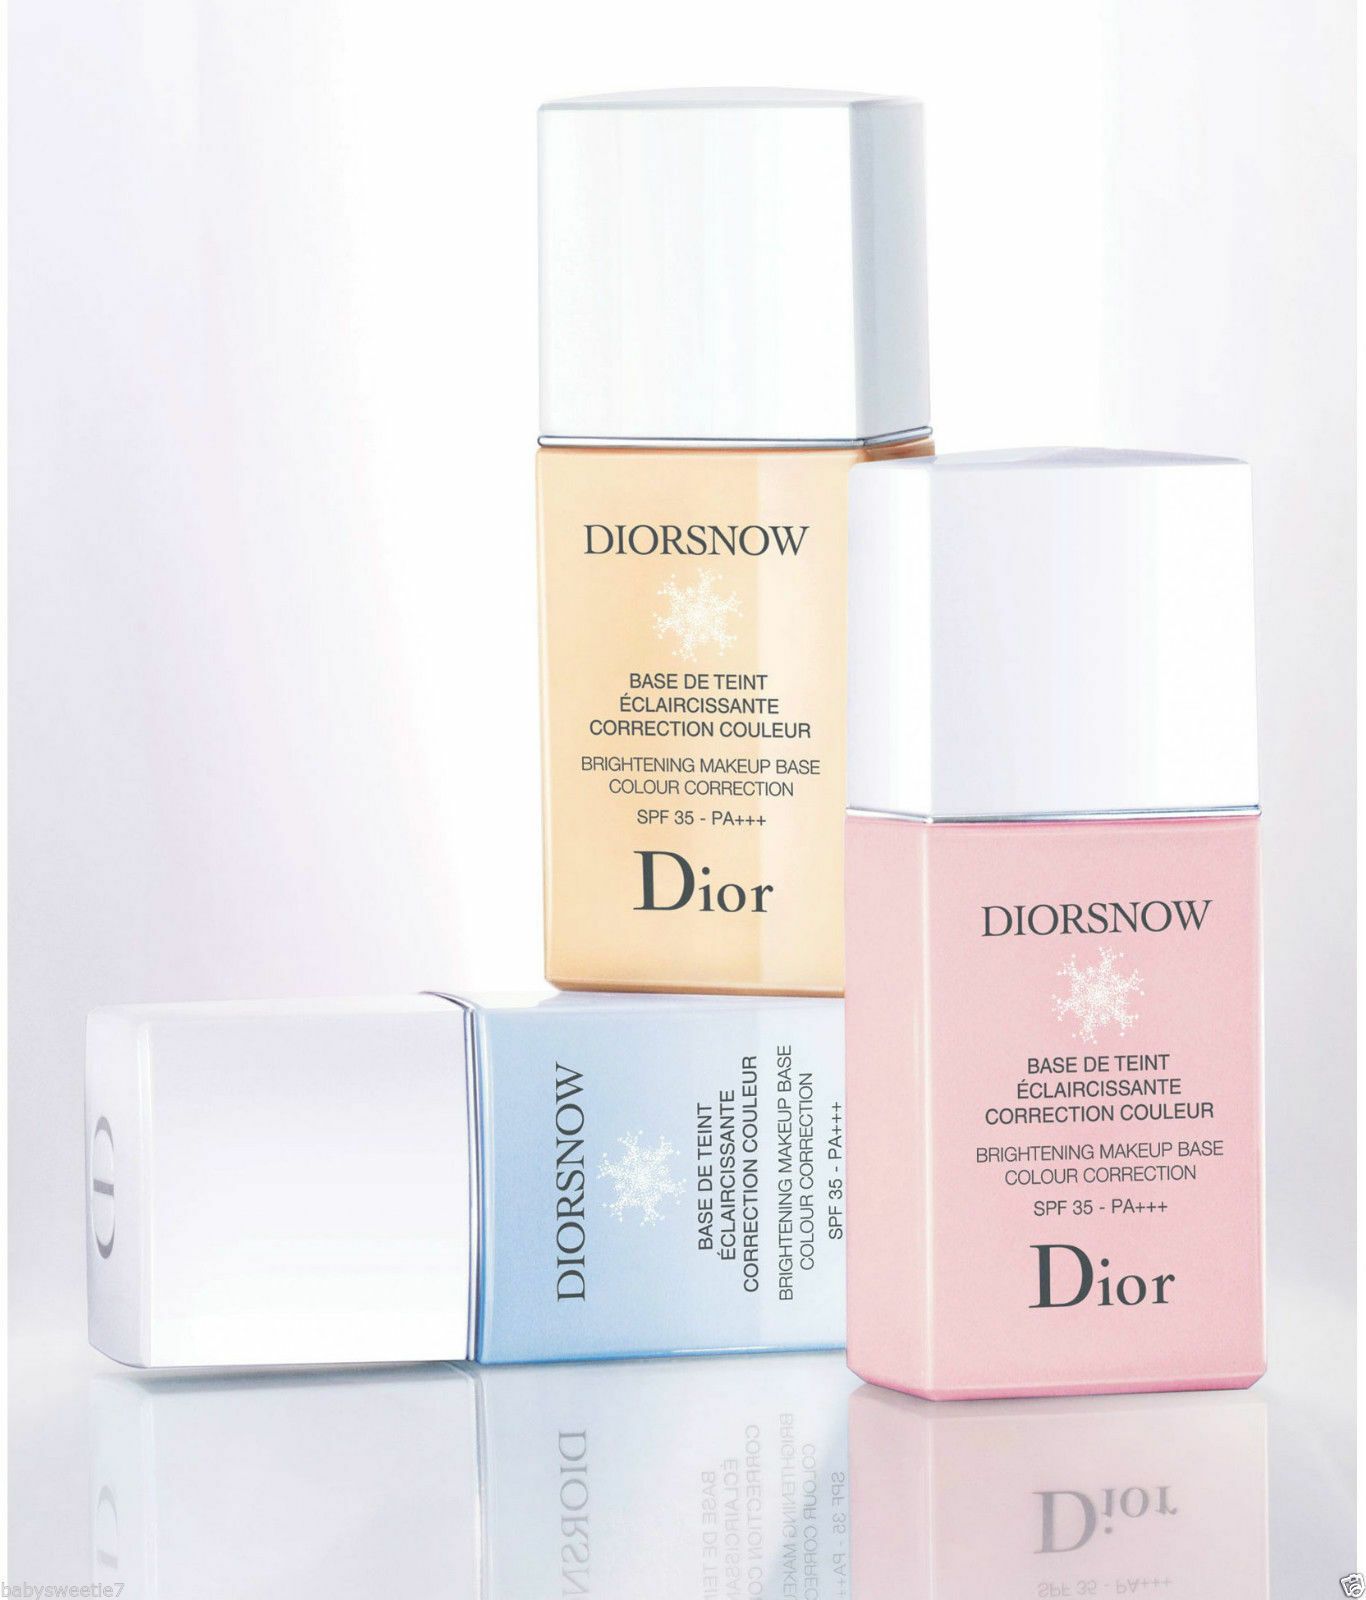 DIORSNOW
BASE DE TEINT
ÉCLAIRCISSANTE
CORRECTION COULEUR
BRIGHTENING MAKEUP BASE
COLOUR CORRECTION
SPF 35 - PA+++
Dior
DIORSNOW
BASE DE TEINT
ÉCLAIRCISSANTE
CORRECTION COULEUR
BRIGHTENING MAKEUP BASE
COLOUR CORRECTION
SPF 35 - PA+++
Dior
CD
DIORSNOW
BASE DE TEINT
ÉCLAIRCISSANTE
CORRECTION COULEUR
BRIGHTENING MAKEUP BASE
COLOUR CORRECTION
SPF 35 - PA+++
babysweetie7